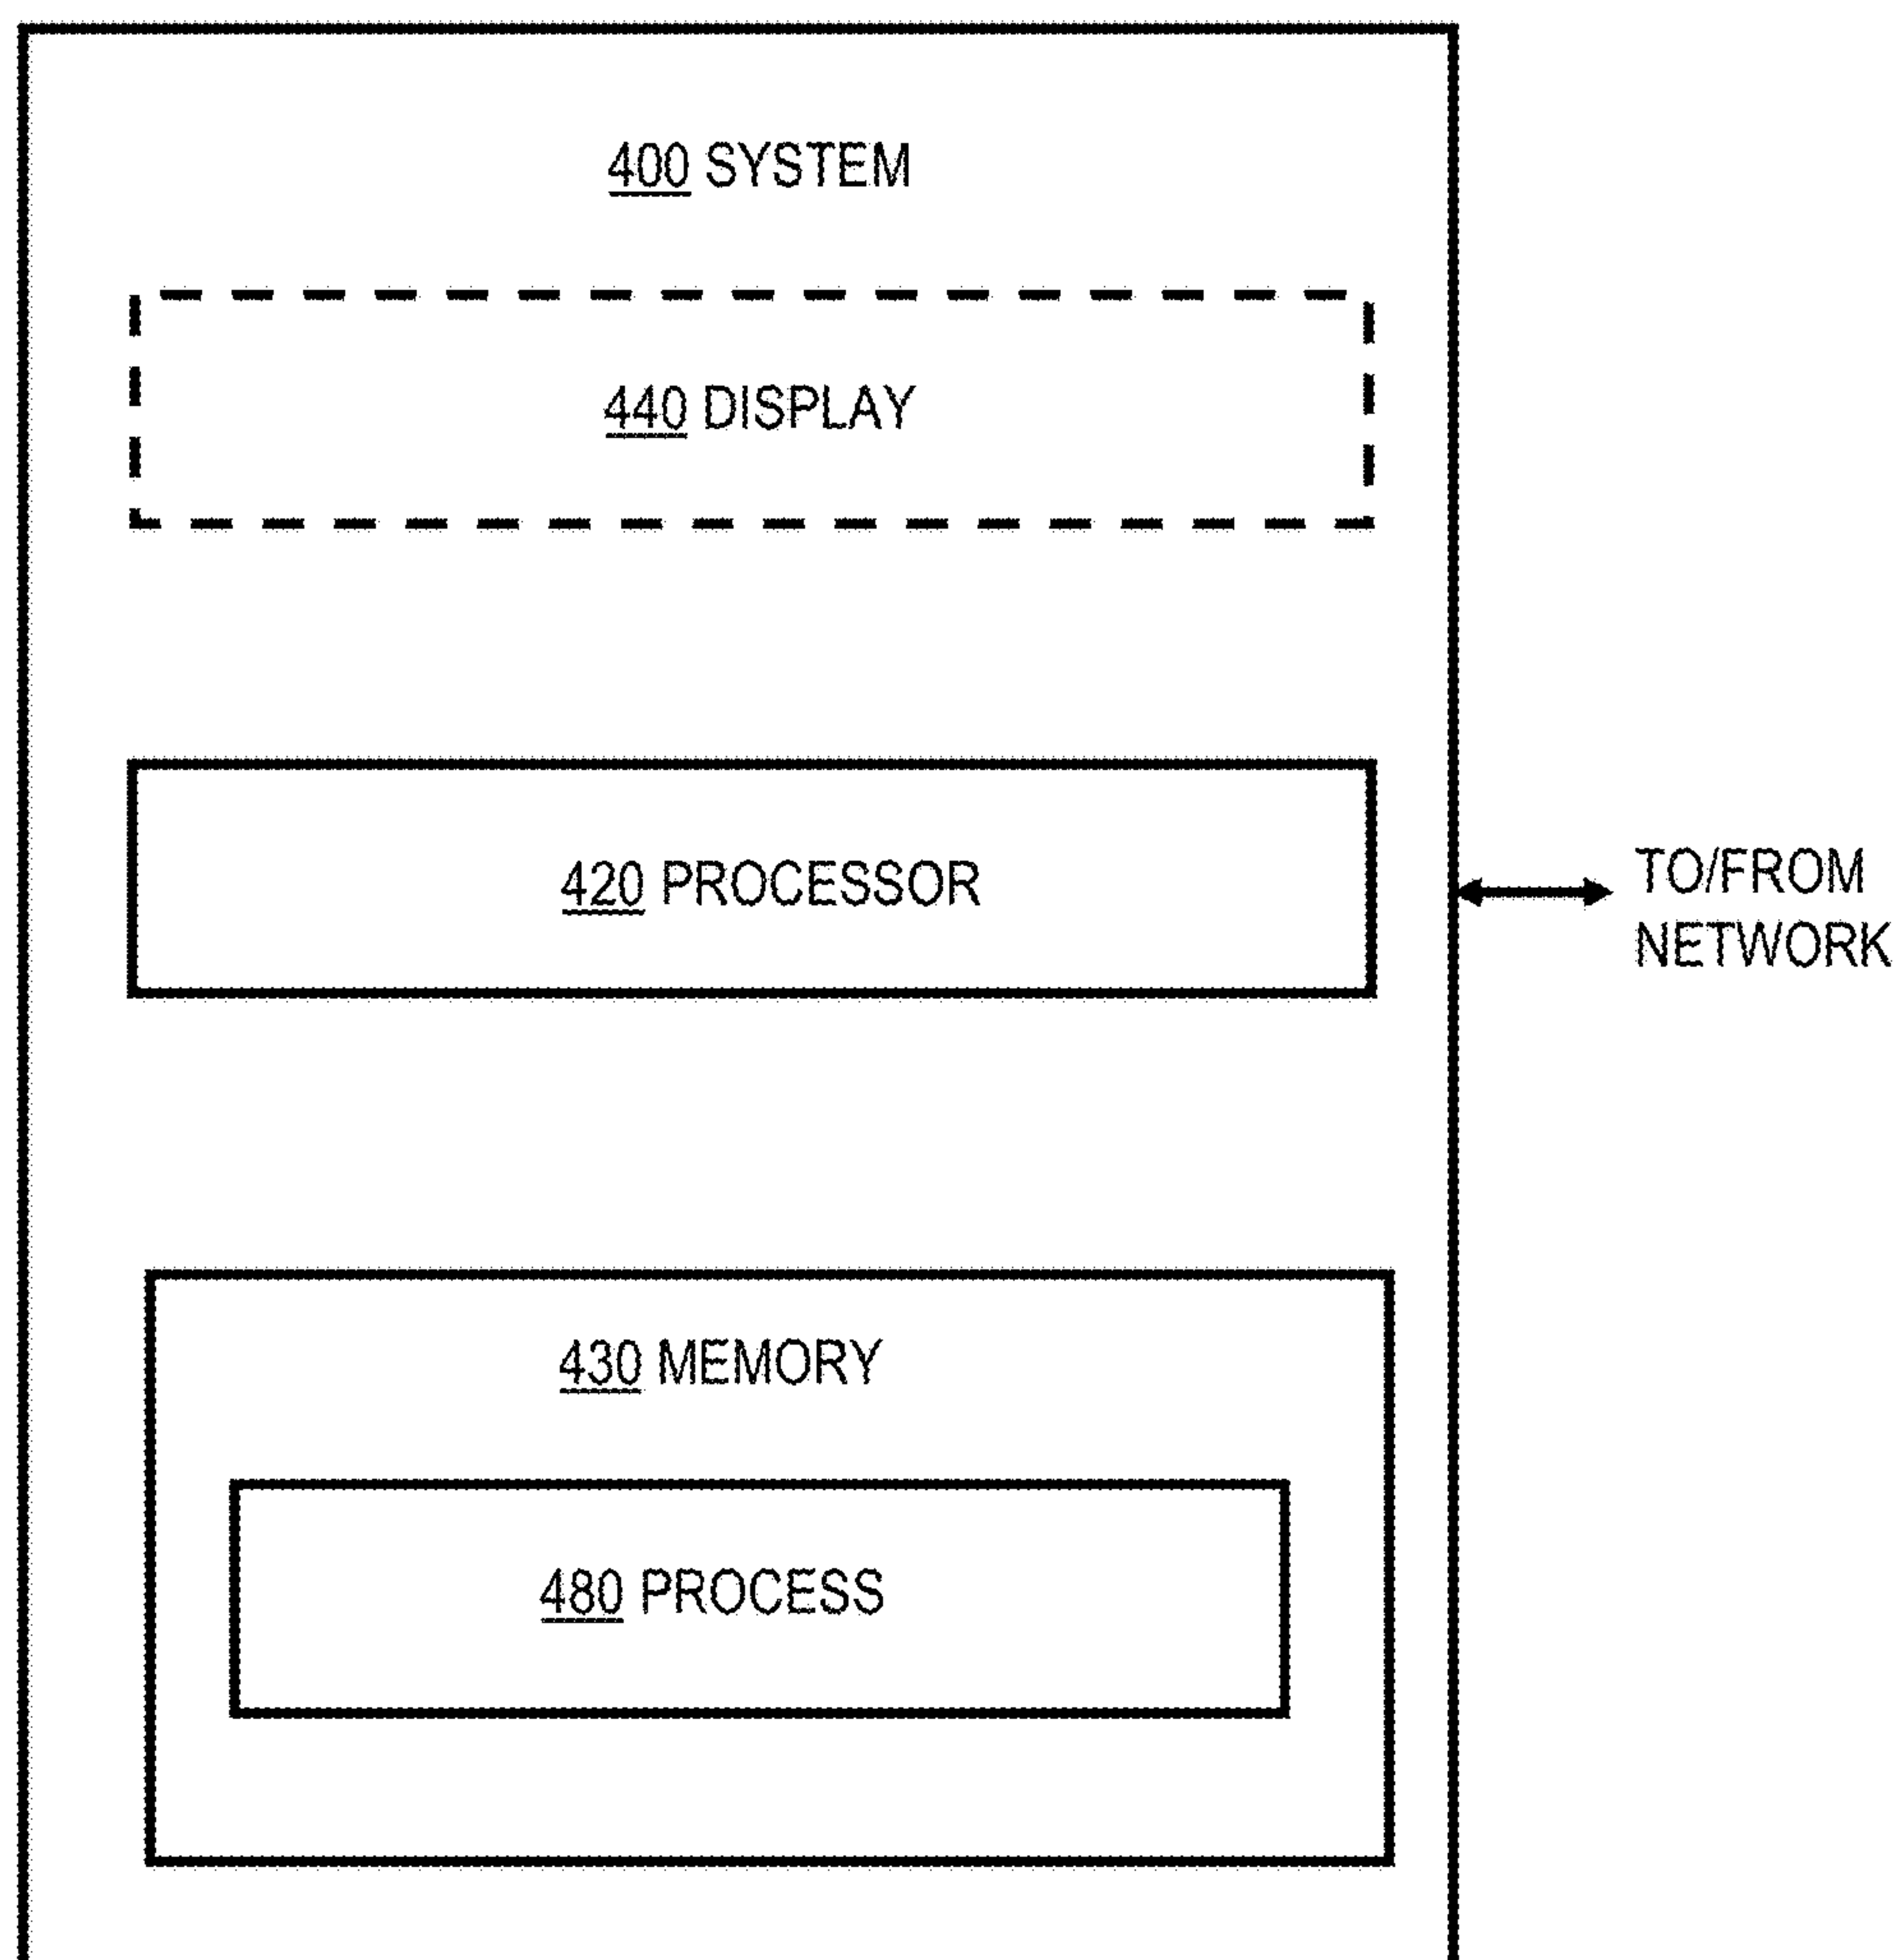 400 SYSTEM
440 DISPLAY
420 PROCESSOR
TO/FROM
NETWORK
430 MEMORY
480 PROCESS